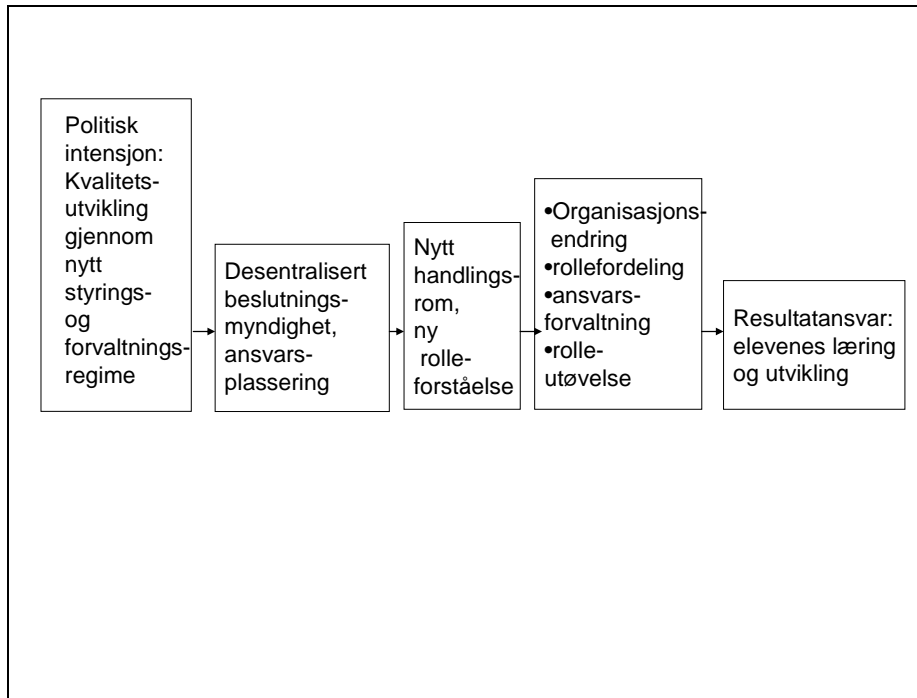 Politisk
intensjon:
Kvalitets-
utvikling
gjennom
nytt
styrings-
og
forvaltnings-
regime
Desentralisert
beslutnings-
myndighet,
ansvars-
plassering
Nytt
handlings-
rom,
ny
rolle-
forståelse
•Organisasjons-
endring
•rollefordeling
•ansvars-
forvaltning
•rolle-
utøvelse
Resultatansvar:
elevenes læring
og utvikling